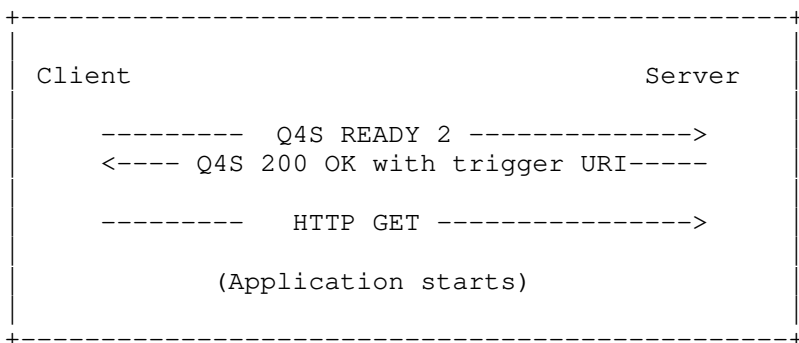 Client Server
--------- Q4S READY 2 -------------->
<---- Q4S 200 OK with trigger URI-----
--------- HTTP GET ---------------->
(Application starts)